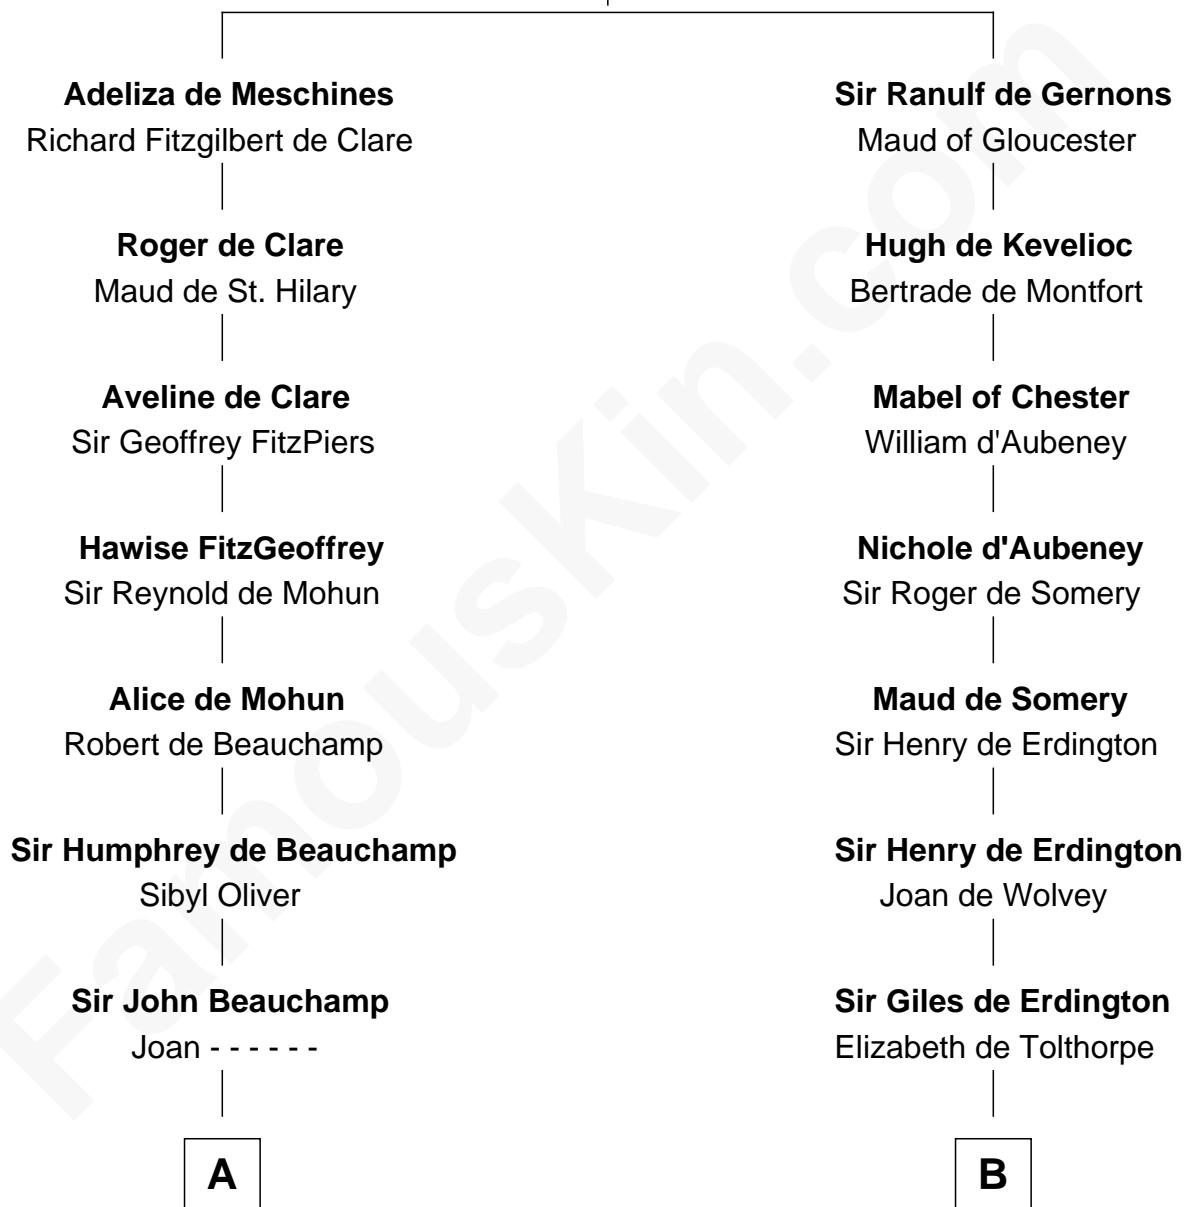 Adeliza de Meschines
Richard Fitzgilbert de Clare
Roger de Clare
Maud de St. Hilary
Aveline de Clare
Sir Geoffrey FitzPiers
Hawise FitzGeoffrey
Sir Reynold de Mohun
Alice de Mohun
Robert de Beauchamp
Sir Humphrey de Beauchamp
Sibyl Oliver
Sir John Beauchamp
Joan - - - - - -
A
Sir Ranulf de Gernons
Maud of Gloucester
Hugh de Kevelioc
Bertrade de Montfort
Mabel of Chester
William d'Aubeney
Nichole d'Aubeney
Sir Roger de Somery
Maud de Somery
Sir Henry de Erdington
Sir Henry de Erdington
Joan de Wolvey
Sir Giles de Erdington
Elizabeth de Tolthorpe
B
FamousKin.com